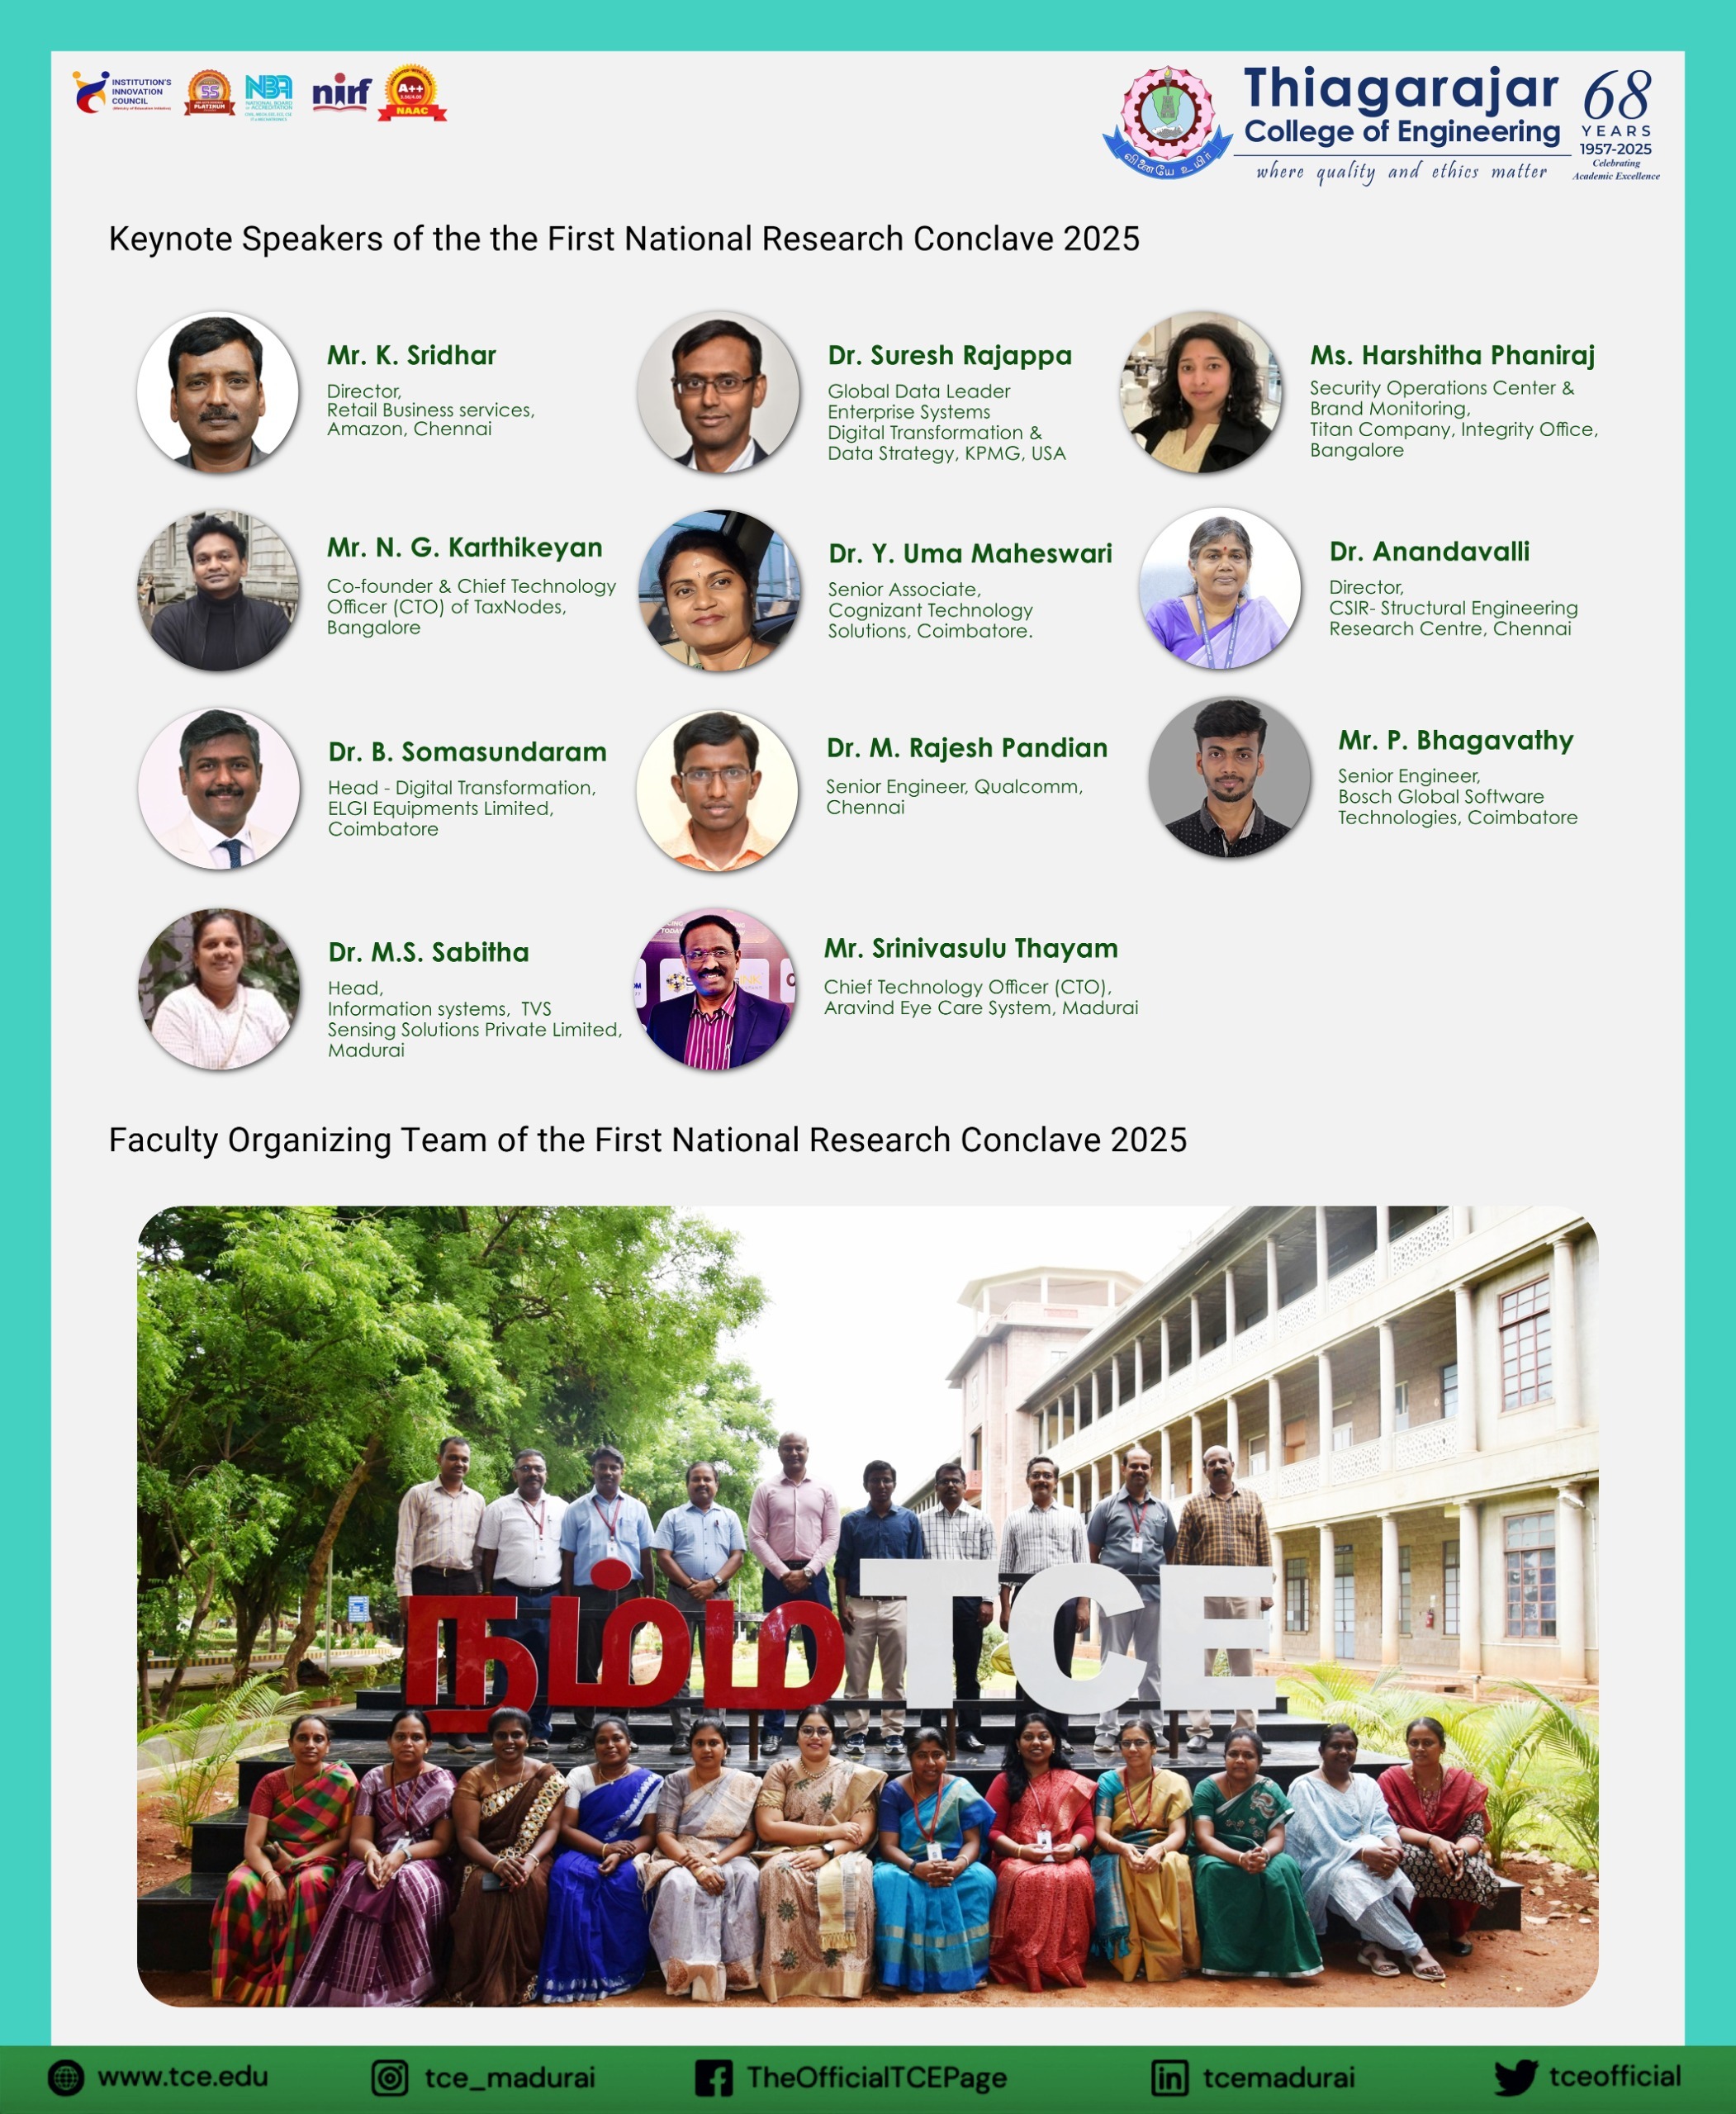 INSTITUTION'S
INNOVATION
COUNCIL
(Ministry of Education Initiative)
PLATINUM
NBA
NATIONAL BOARD
OF ACCREDITATION
nirf
A++
NAAC
வினையே உயிர்
Thiagarajar
College of Engineering
where quality and ethics matter
68
YEARS
1957-2025
Celebrating
Academic Excellence
Keynote Speakers of the the First National Research Conclave 2025
Mr. K. Sridhar
Director,
Retail Business services,
Amazon, Chennai
Dr. Suresh Rajappa
Global Data Leader
Enterprise Systems
Digital Transformation &
Data Strategy, KPMG, USA
Ms. Harshitha Phaniraj
Security Operations Center &
Brand Monitoring,
Titan Company, Integrity Office,
Bangalore
Mr. N. G. Karthikeyan
Co-founder & Chief Technology
Officer (CTO) of TaxNodes,
Bangalore
Dr. Y. Uma Maheswari
Senior Associate,
Cognizant Technology
Solutions, Coimbatore.
Dr. Anandavalli
Director,
CSIR- Structural Engineering
Research Centre, Chennai
Dr. B. Somasundaram
Head - Digital Transformation,
ELGI Equipments Limited,
Coimbatore
Dr. M. Rajesh Pandian
Senior Engineer, Qualcomm,
Chennai
Mr. P. Bhagavathy
Senior Engineer,
Bosch Global Software
Technologies, Coimbatore
Dr. M.S. Sabitha
Head,
Information systems, TVS
Sensing Solutions Private Limited,
Madurai
Mr. Srinivasulu Thayam
Chief Technology Officer (CTO),
Aravind Eye Care System, Madurai
Faculty Organizing Team of the First National Research Conclave 2025
நம்ம TCE
www.tce.edu
tce_madurai
TheOfficialTCEPage
tcemadurai
tceofficial